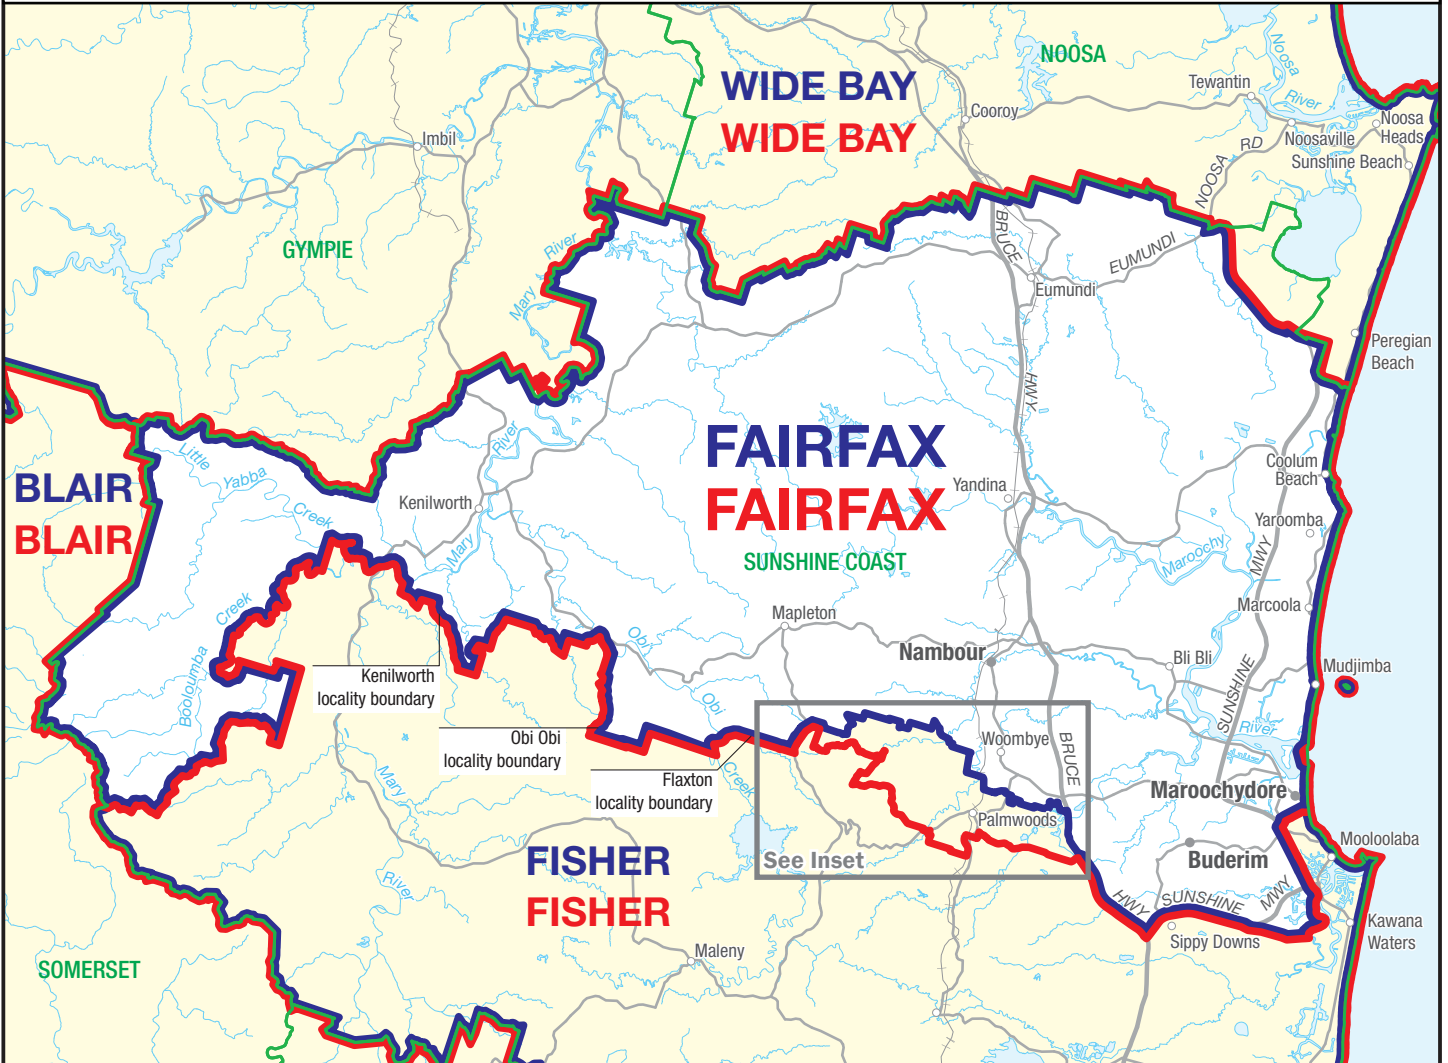 NOOSA
WIDE BAY
WIDE BAY
Tewantin
Noosa
River
Cooroy
Noosa
Heads
Noosaville
Sunshine Beach
Imbil
NOOSA RD
GYMPIE
River
Mary
BRUCE
EUMUNDI
Eumundi
Peregian
Beach
HWY
FAIRFAX
FAIRFAX
SUNSHINE COAST
BLAIR
BLAIR
Little
Yabba
Creek
River
Kenilworth
Mary
Yandina
Coolum
Beach
Yaroomba
Maroochy
MWY
Marcoola
Creek
Booloumba
Mapleton
Obi
Nambour
Bli Bli
Mudjimba
SUNSHINE
River
Kenilworth
locality boundary
Obi
Obi Obi
locality boundary
Creek
Flaxton
locality boundary
Woombye
BRUCE
Maroochydore
Palmwoods
Mary
River
See Inset
Buderim
Mooloolaba
FISHER
FISHER
HWY
SUNSHINE
MWY
Kawana
Waters
Sippy Downs
Maleny
SOMERSET